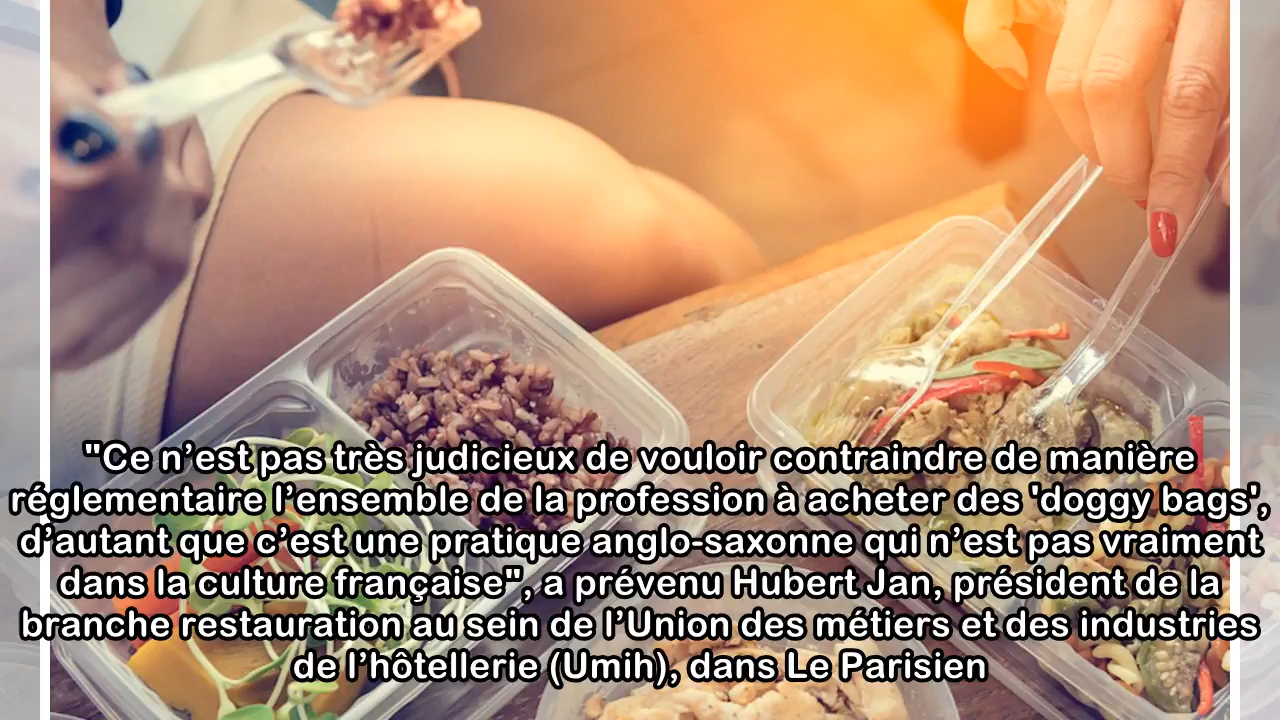 "Ce n’est pas très judicieux de vouloir contraindre de manière
réglementaire l’ensemble de la profession à acheter des 'doggy bags',
d’autant que c’est une pratique anglo-saxonne qui n’est pas vraiment
dans la culture française", a prévenu Hubert Jan, président de la
branche restauration au sein de l’Union des métiers et des industries
de l’hôtellerie (Umih), dans Le Parisien